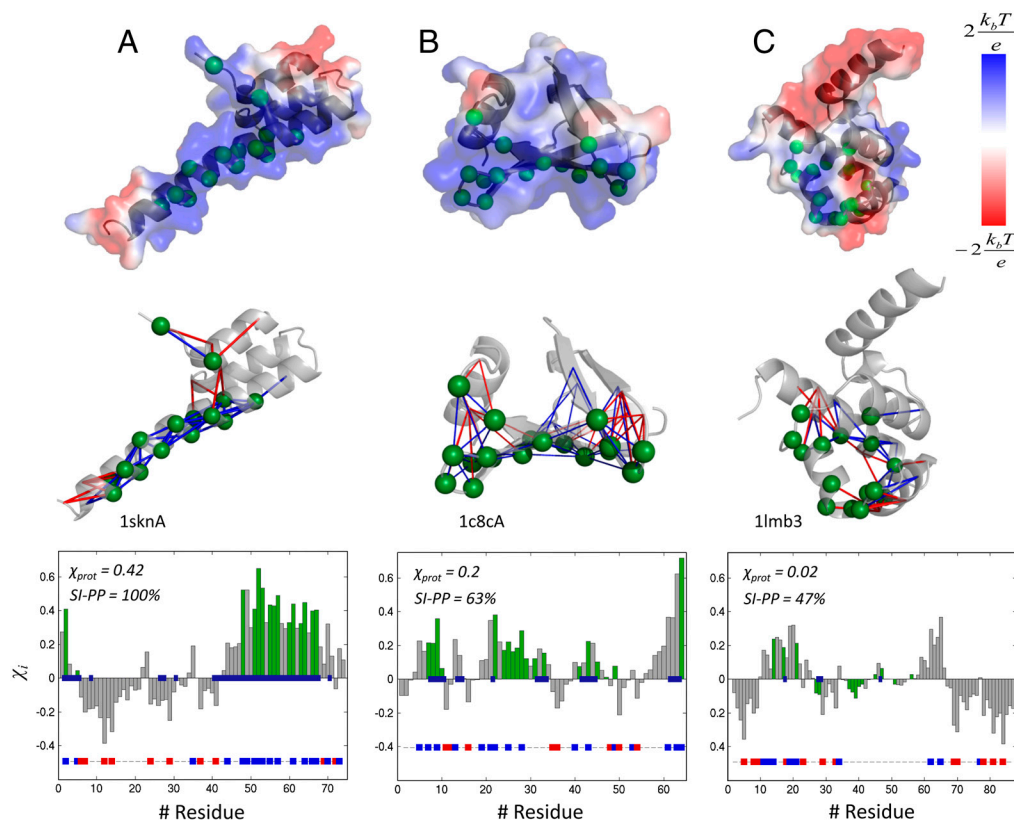 A
B
C
2 k_bT/e
−2 k_bT/e
1sknA
1c8cA
1lmb3
χprot = 0.42
SI-PP = 100%
χprot = 0.2
SI-PP = 63%
χprot = 0.02
SI-PP = 47%
χi
0.6
0.4
0.2
0
-0.2
-0.4
0.6
0.4
0.2
0
-0.2
-0.4
0.6
0.4
0.2
0
0.2
0.4
0 10 20 30 40 50 60 70
0 10 20 30 40 50 60
0 10 20 30 40 50 60 70 80
# Residue
# Residue
# Residue